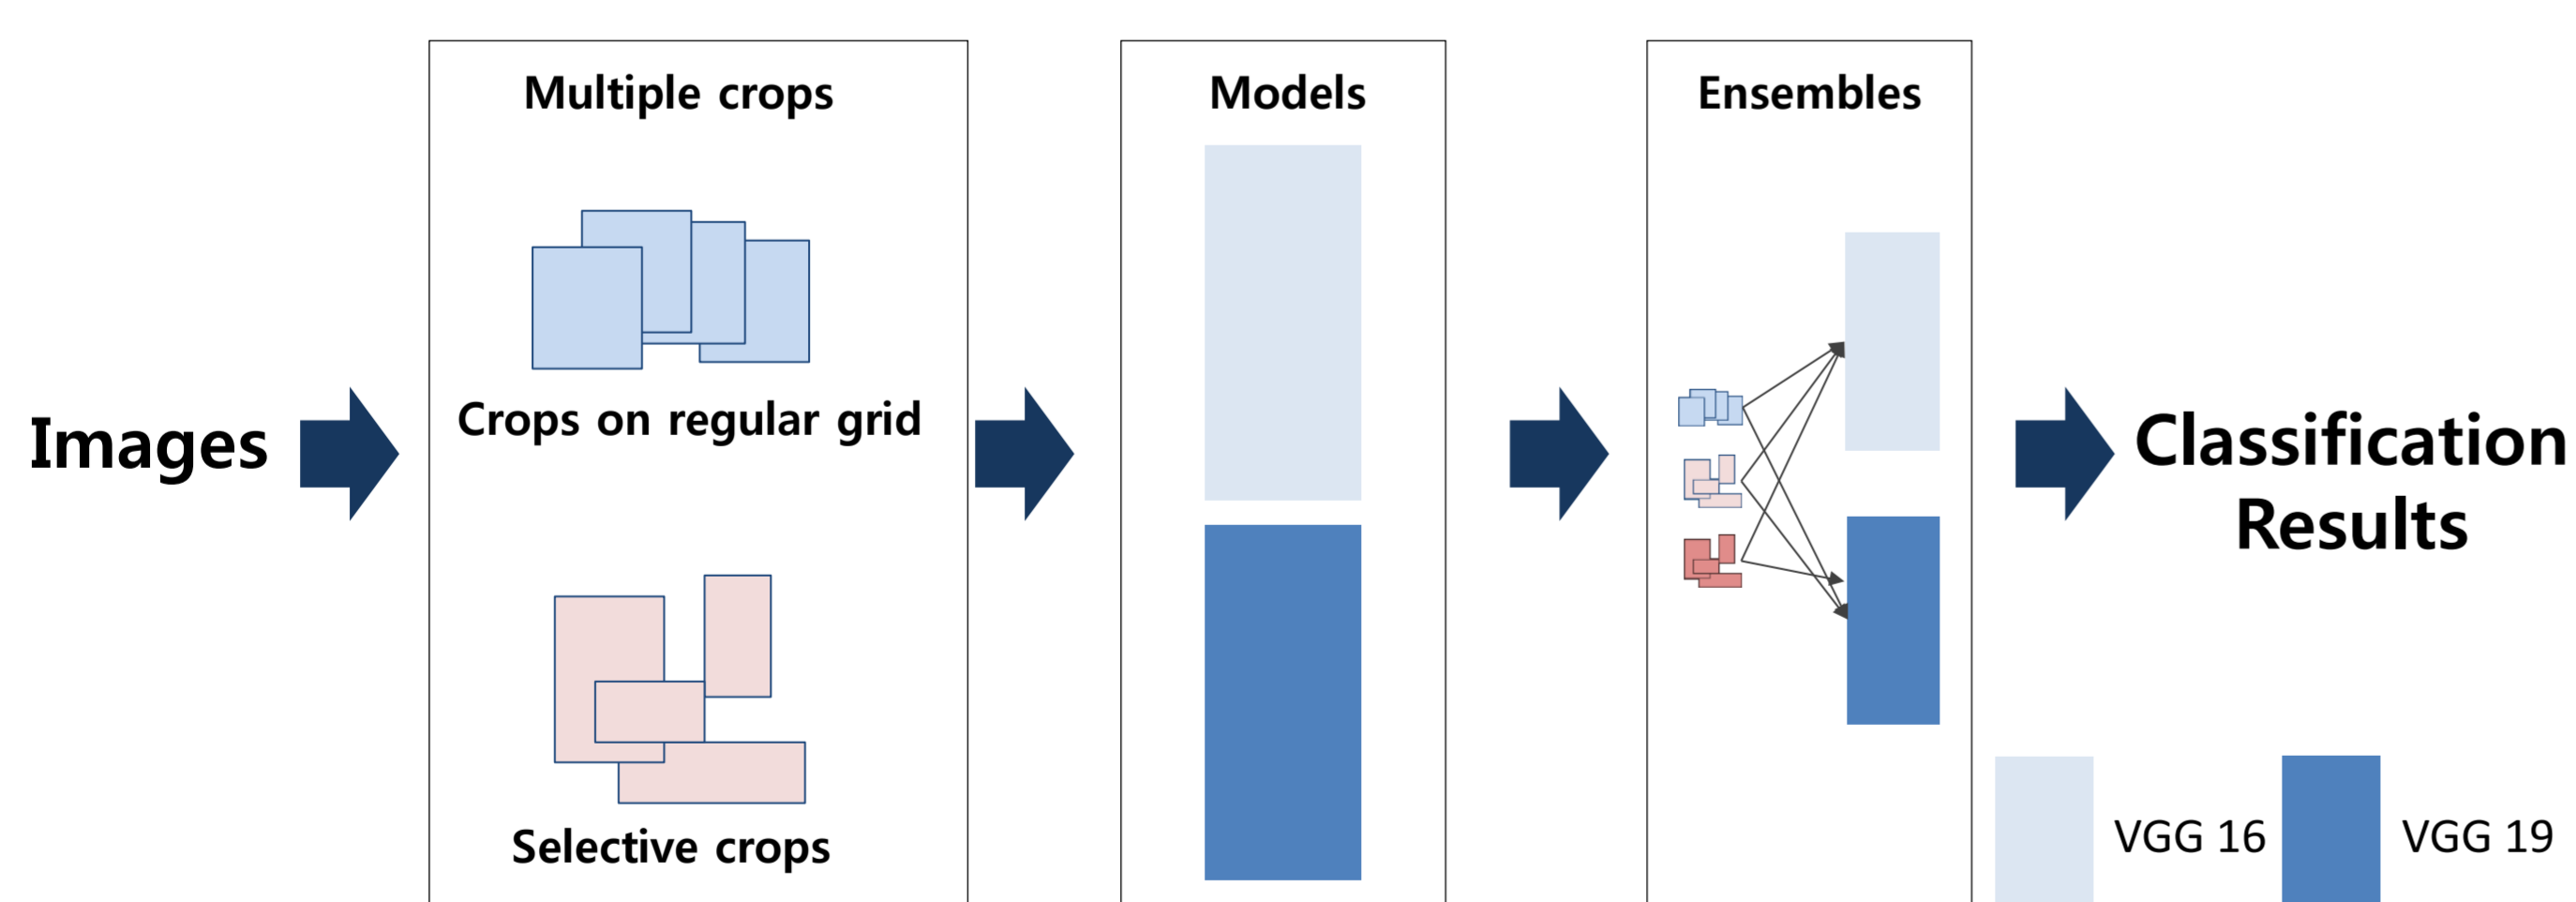 Images
Multiple crops
Crops on regular grid
Selective crops
Models
Ensembles
Classification
Results
VGG 16
VGG 19